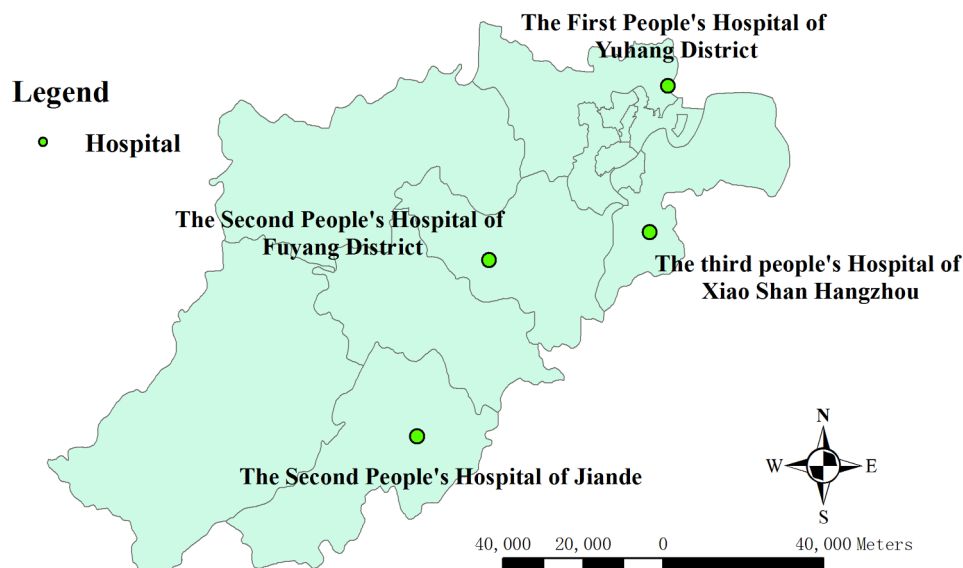 The First People's Hospital of
Yuhang District
Legend
Hospital
The Second People's Hospital of
Fuyang District
The third people's Hospital of
Xiao Shan Hangzhou
The Second People's Hospital of Jiande
N
W E
S
40,000 20,000 0 40,000 Meters